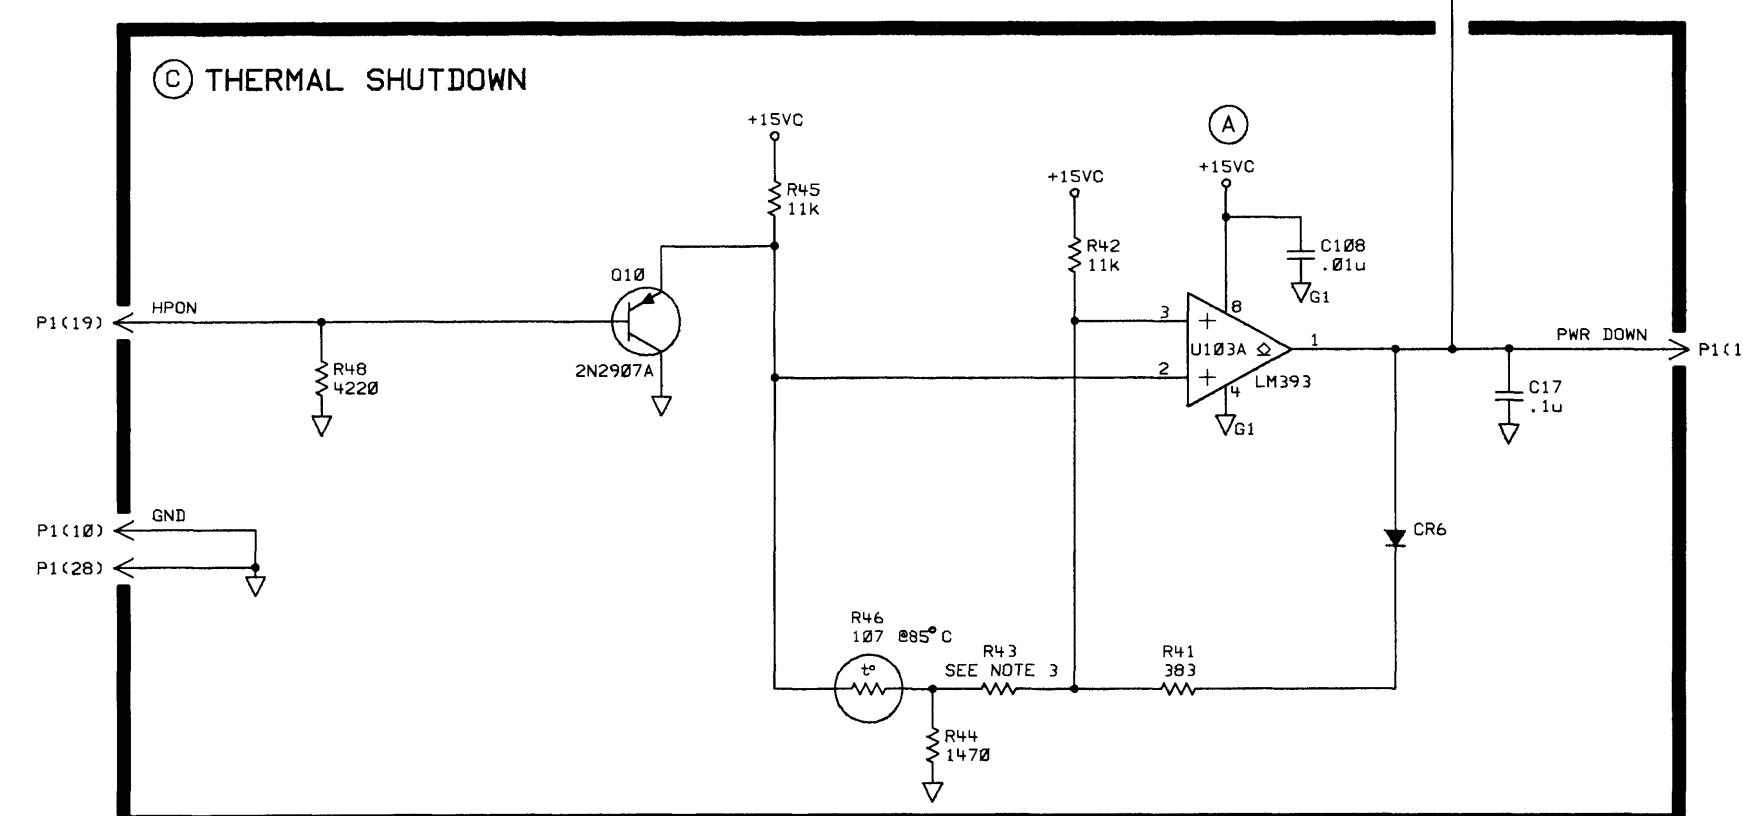 C THERMAL SHUTDOWN
+15VC
A
R45
11k
+15VC
+15VC
R42
11k
C108
.01u
G1
Q10
HPON
P1(19)
3
+
8
U103A
1
PWR DOWN
P1(1
2
+
4
LM393
G1
R48
4220
2N2907A
C17
.1u
GND
P1(10)
P1(28)
CR6
R46
107 @85°C
t°
R43
SEE NOTE 3
R41
383
R44
1470